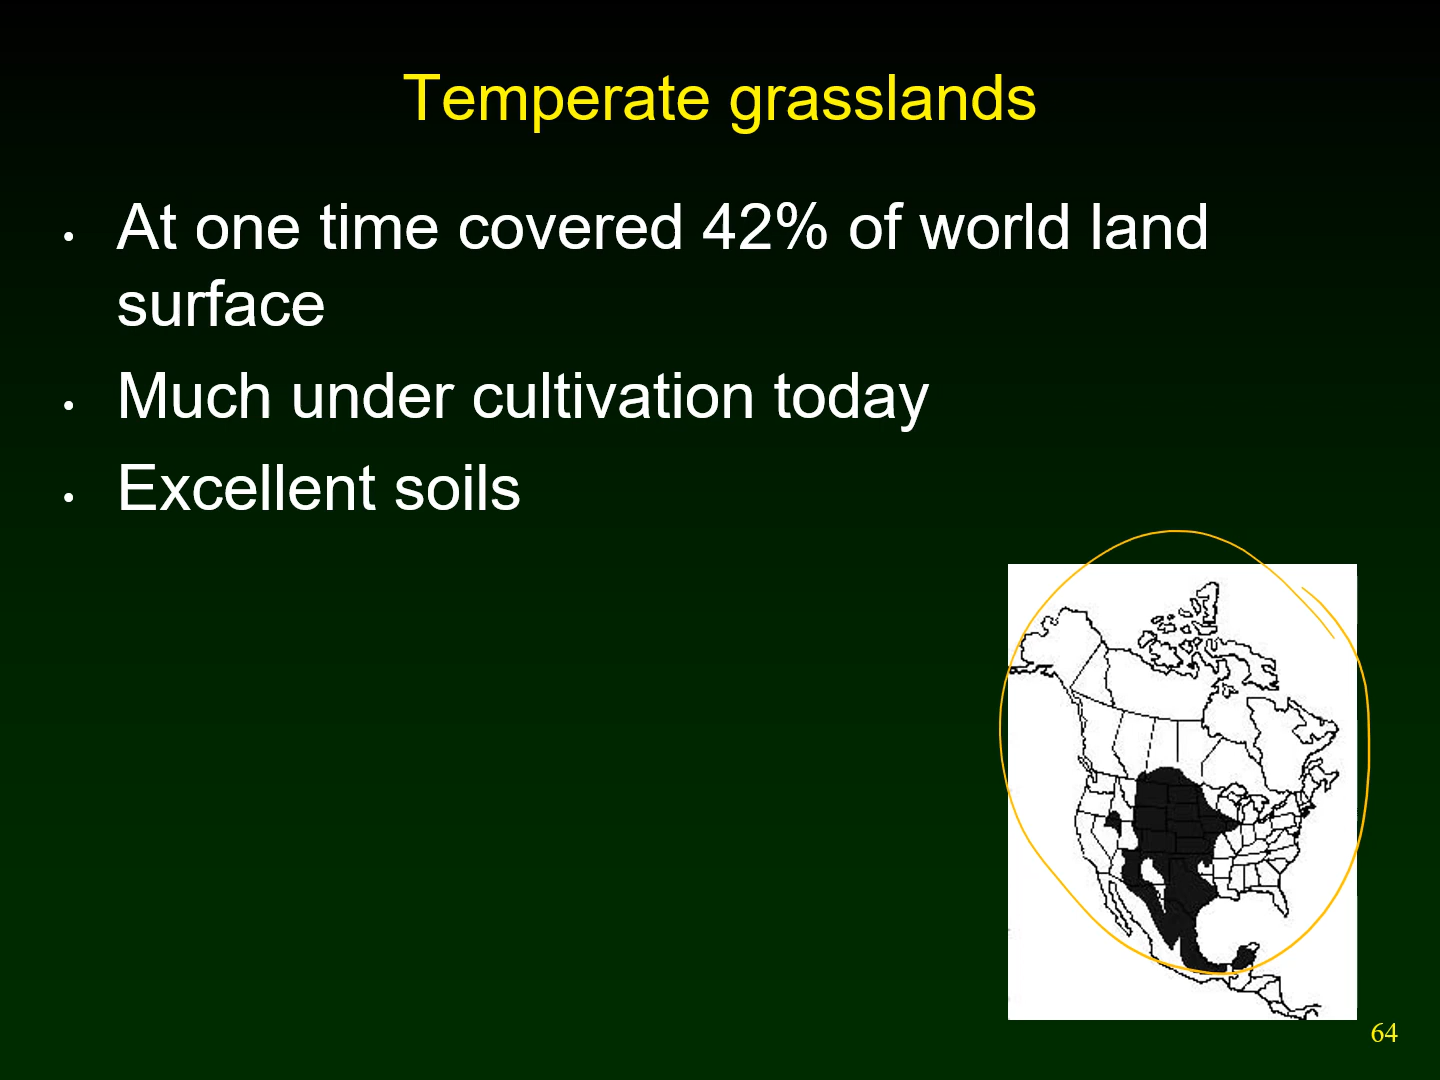 Temperate grasslands
• At one time covered 42% of world land
surface
• Much under cultivation today
• Excellent soils
64